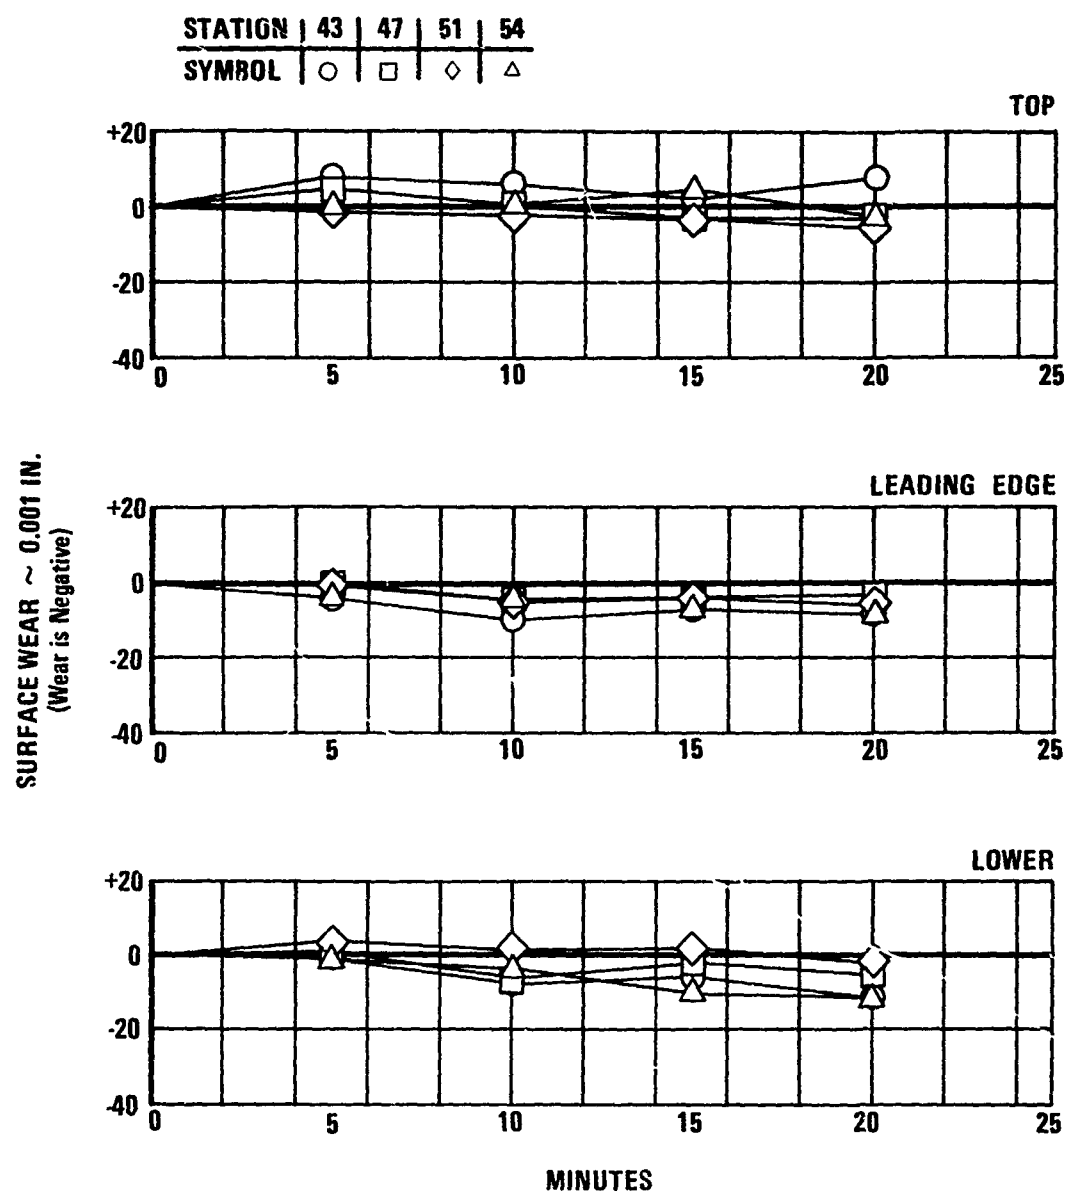 STATION 43 47 51 54
SYMBOL
TOP
+20
0
-20
-40
0 5 10 15 20 25
LEADING EDGE
+20
0
-20
-40
0 5 10 15 20 25
SURFACE WEAR ~ 0.001 IN.
(Wear is Negative)
LOWER
+20
0
-20
-40
0 5 10 15 20 25
MINUTES